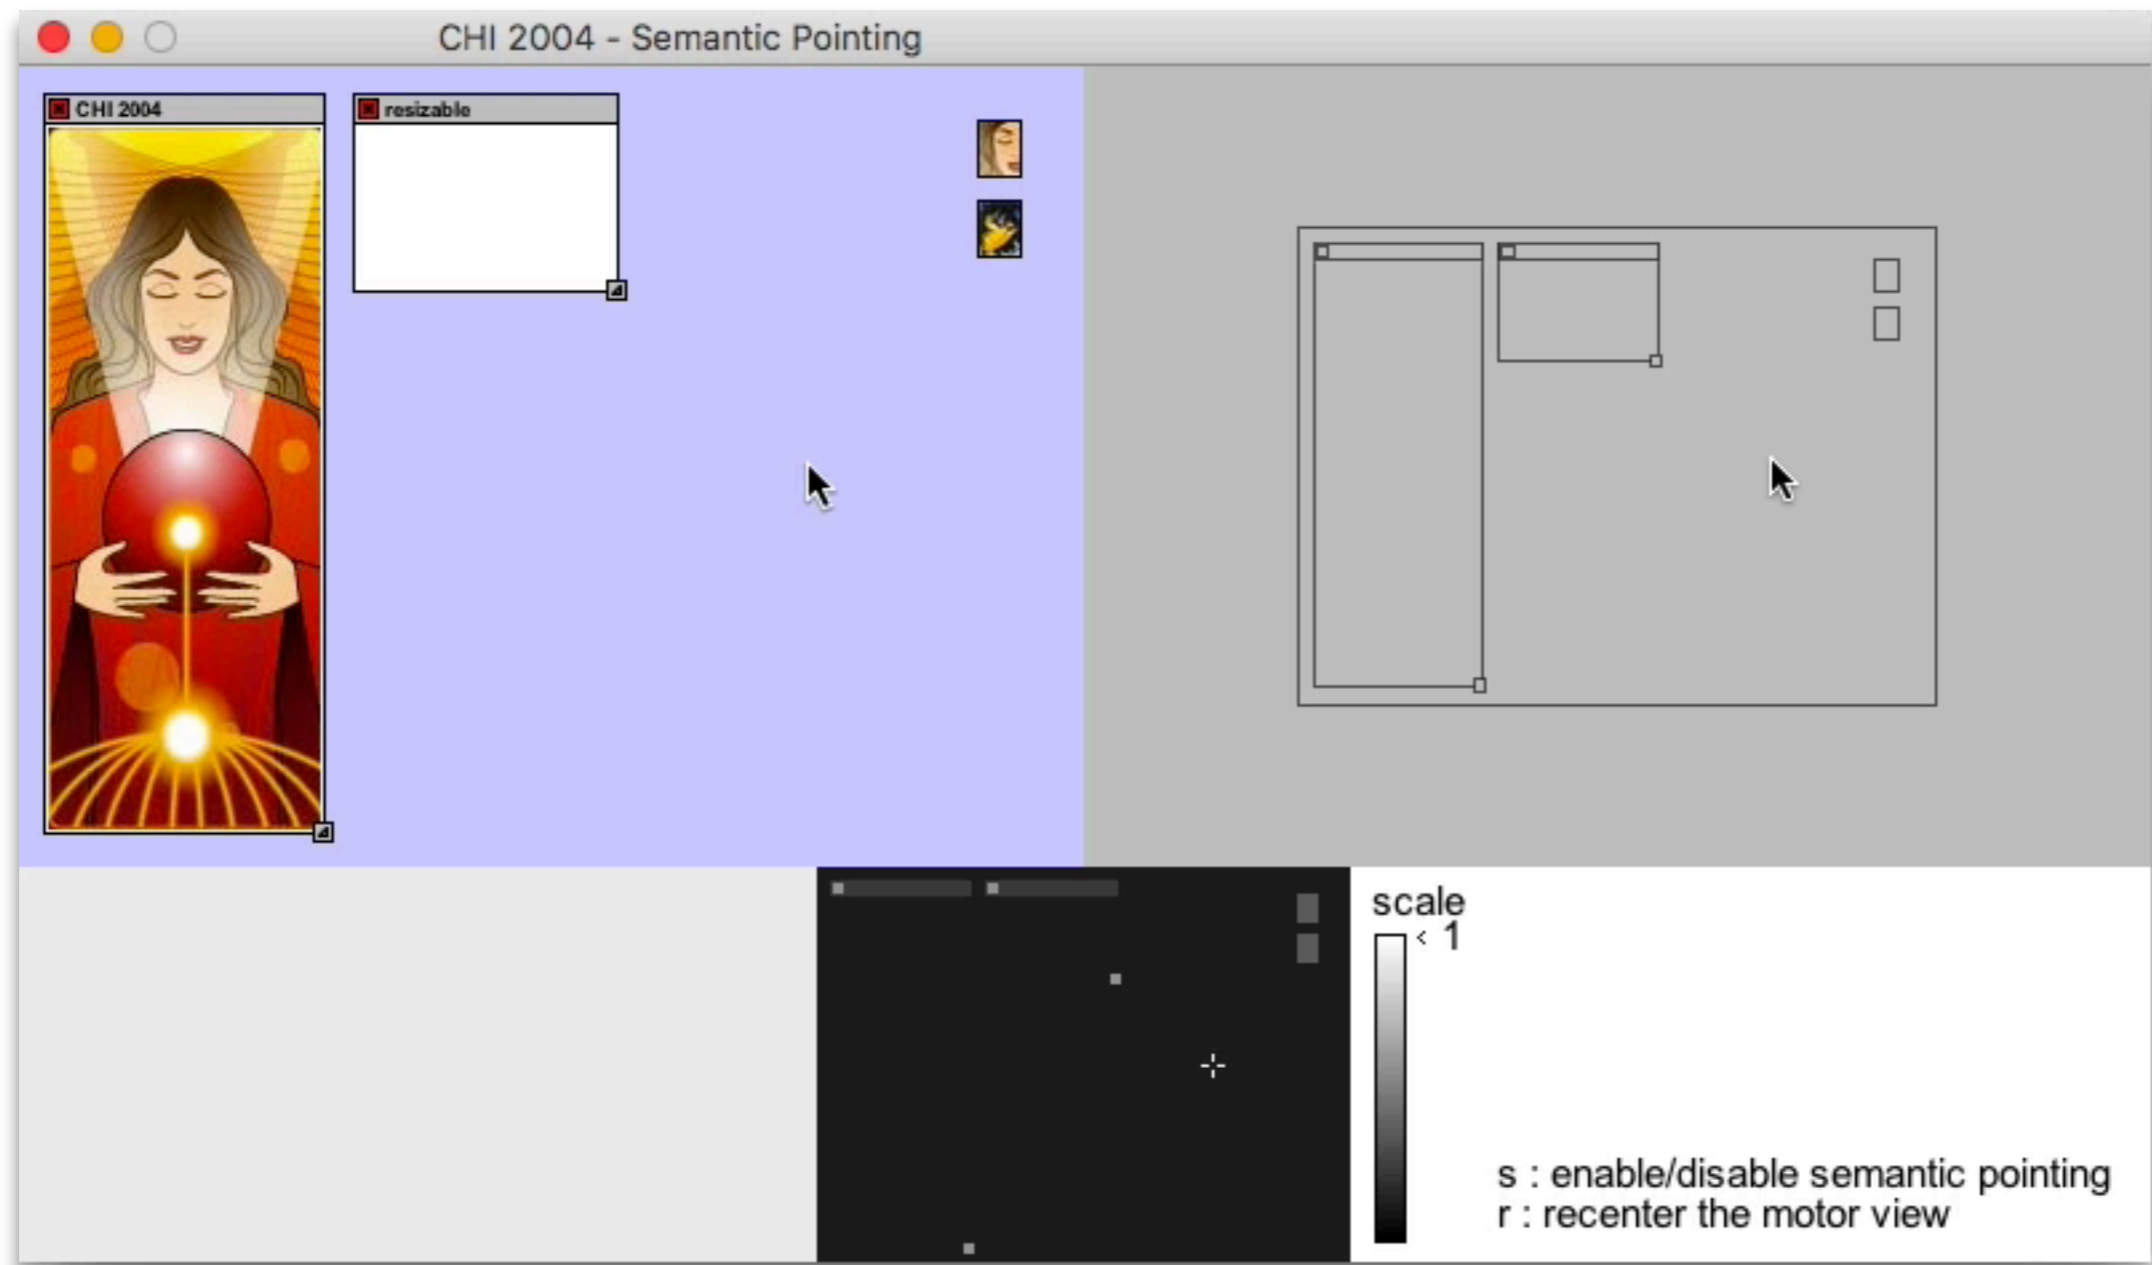 CHI 2004 - Semantic Pointing
CHI 2004
resizable
scale
< 1
s : enable/disable semantic pointing
r : recenter the motor view